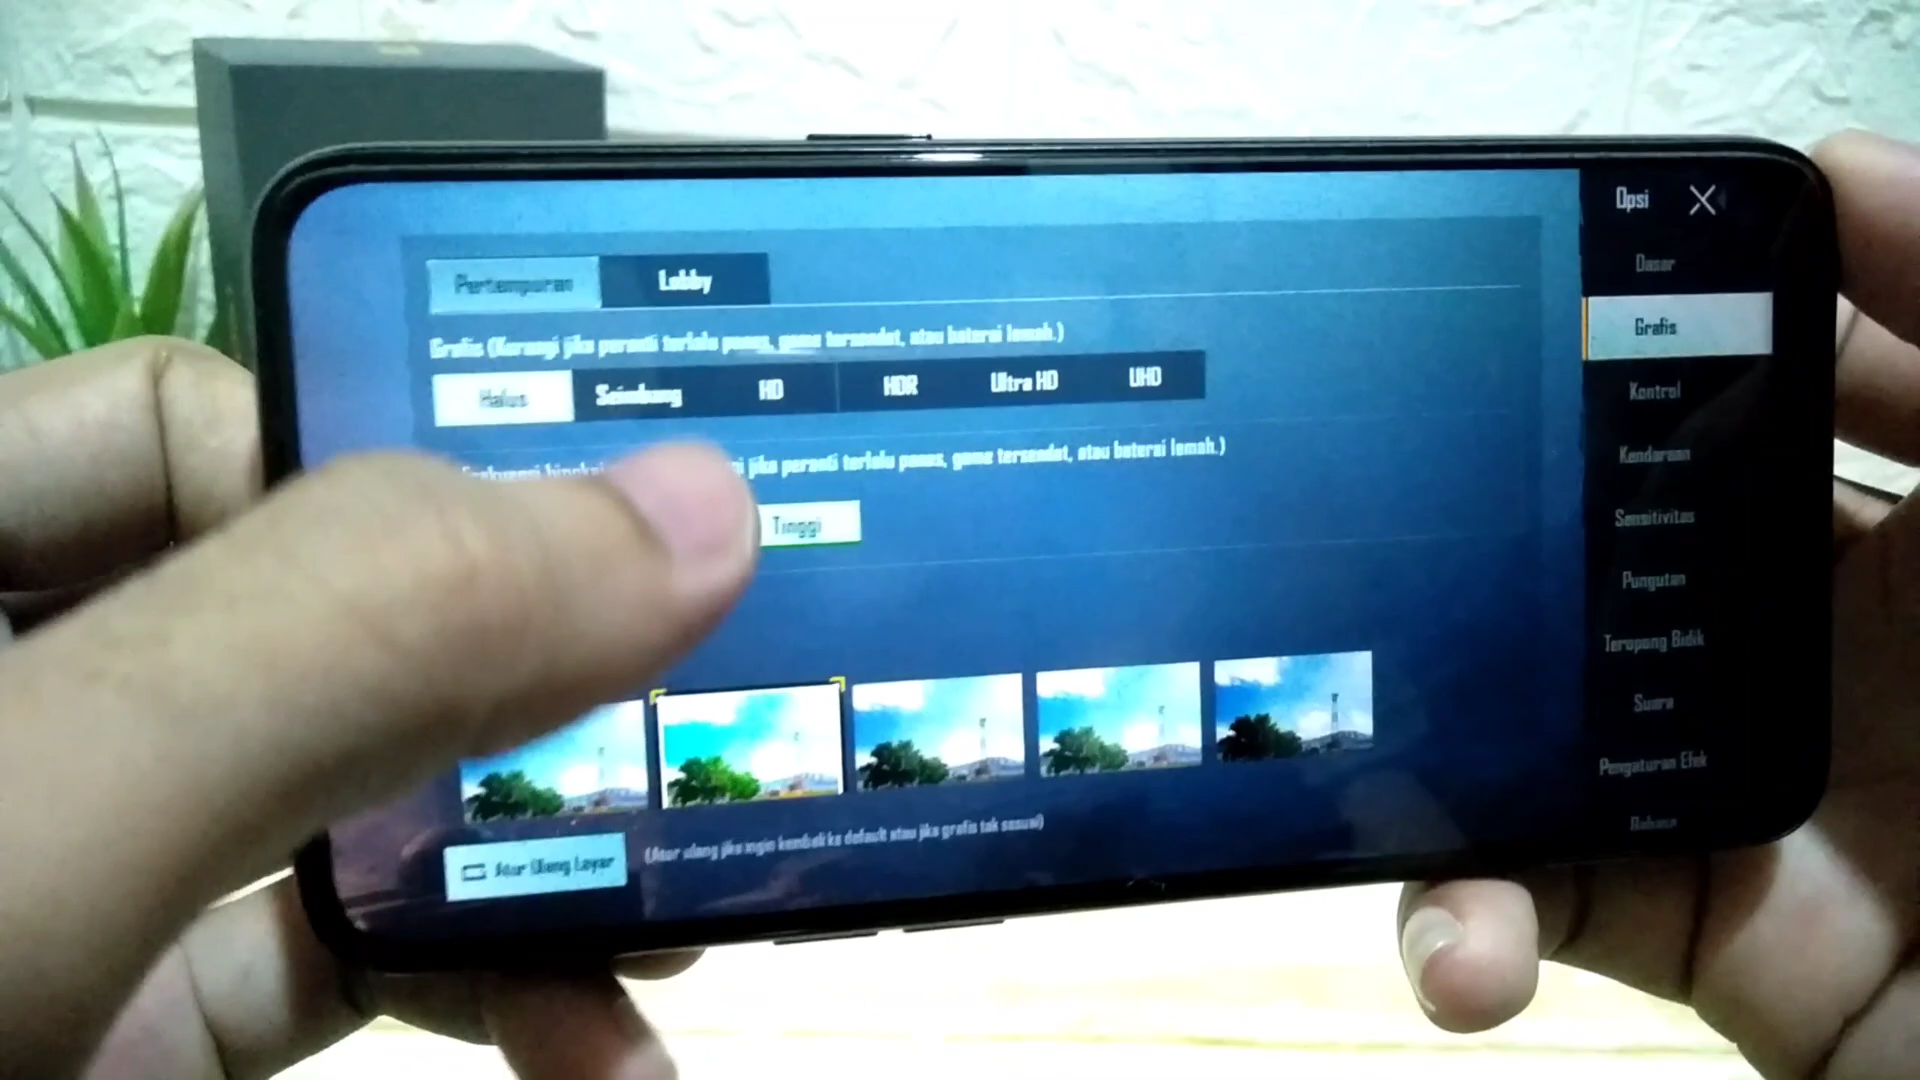 Opsi
Dasar
Pertempuran
Lobby
Grafis
Grafis (Kurangi jika peranti terlalu panas, game tersendat, atau baterai lemah.)
Halus
Seimbang
HD
HDR
Ultra HD
UHD
Kontrol
Frekuensi bingkai
jika peranti terlalu panas, game tersendat, atau baterai lemah.)
Kendaraan
Tinggi
Sensitivitas
Pungutan
Teropong Bidik
Suara
Pengaturan Efek
Bahasa
Atur Ulang Layar
(Atur ulang jika ingin kembali ke default atau jika grafis tak sesuai)